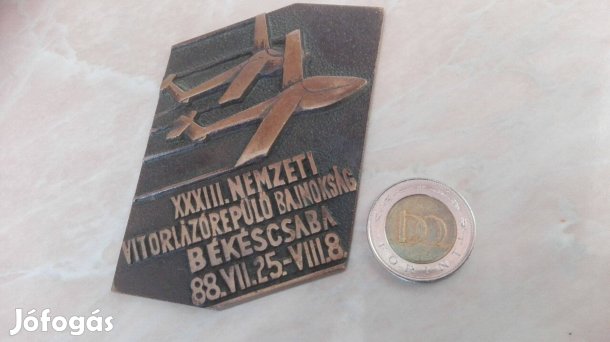 XXXIII. NEMZETI
VITORLÁZÓREPÜLŐ BAJNOKSÁG
BÉKÉSCSABA
88. VII. 25.-VIII. 8.
100
FORINT
Jófogás